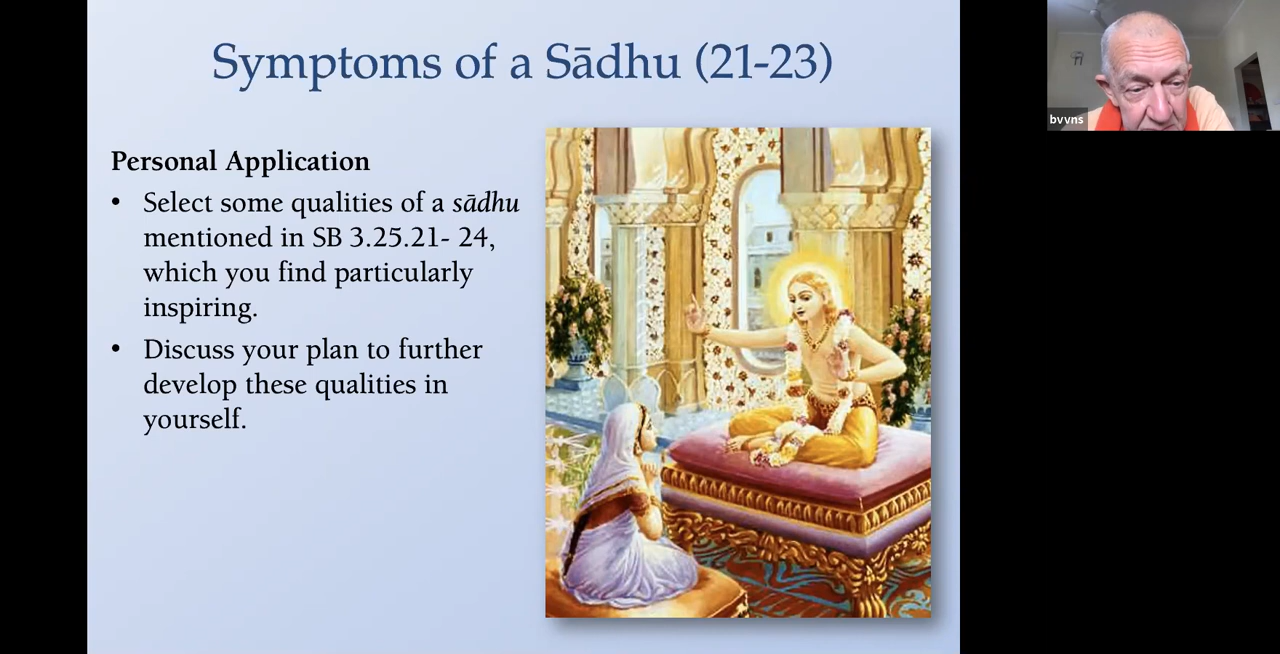 Symptoms of a Sādhu (21-23)
Personal Application
• Select some qualities of a sādhu
mentioned in SB 3.25.21- 24,
which you find particularly
inspiring.
• Discuss your plan to further
develop these qualities in
yourself.
bvvns